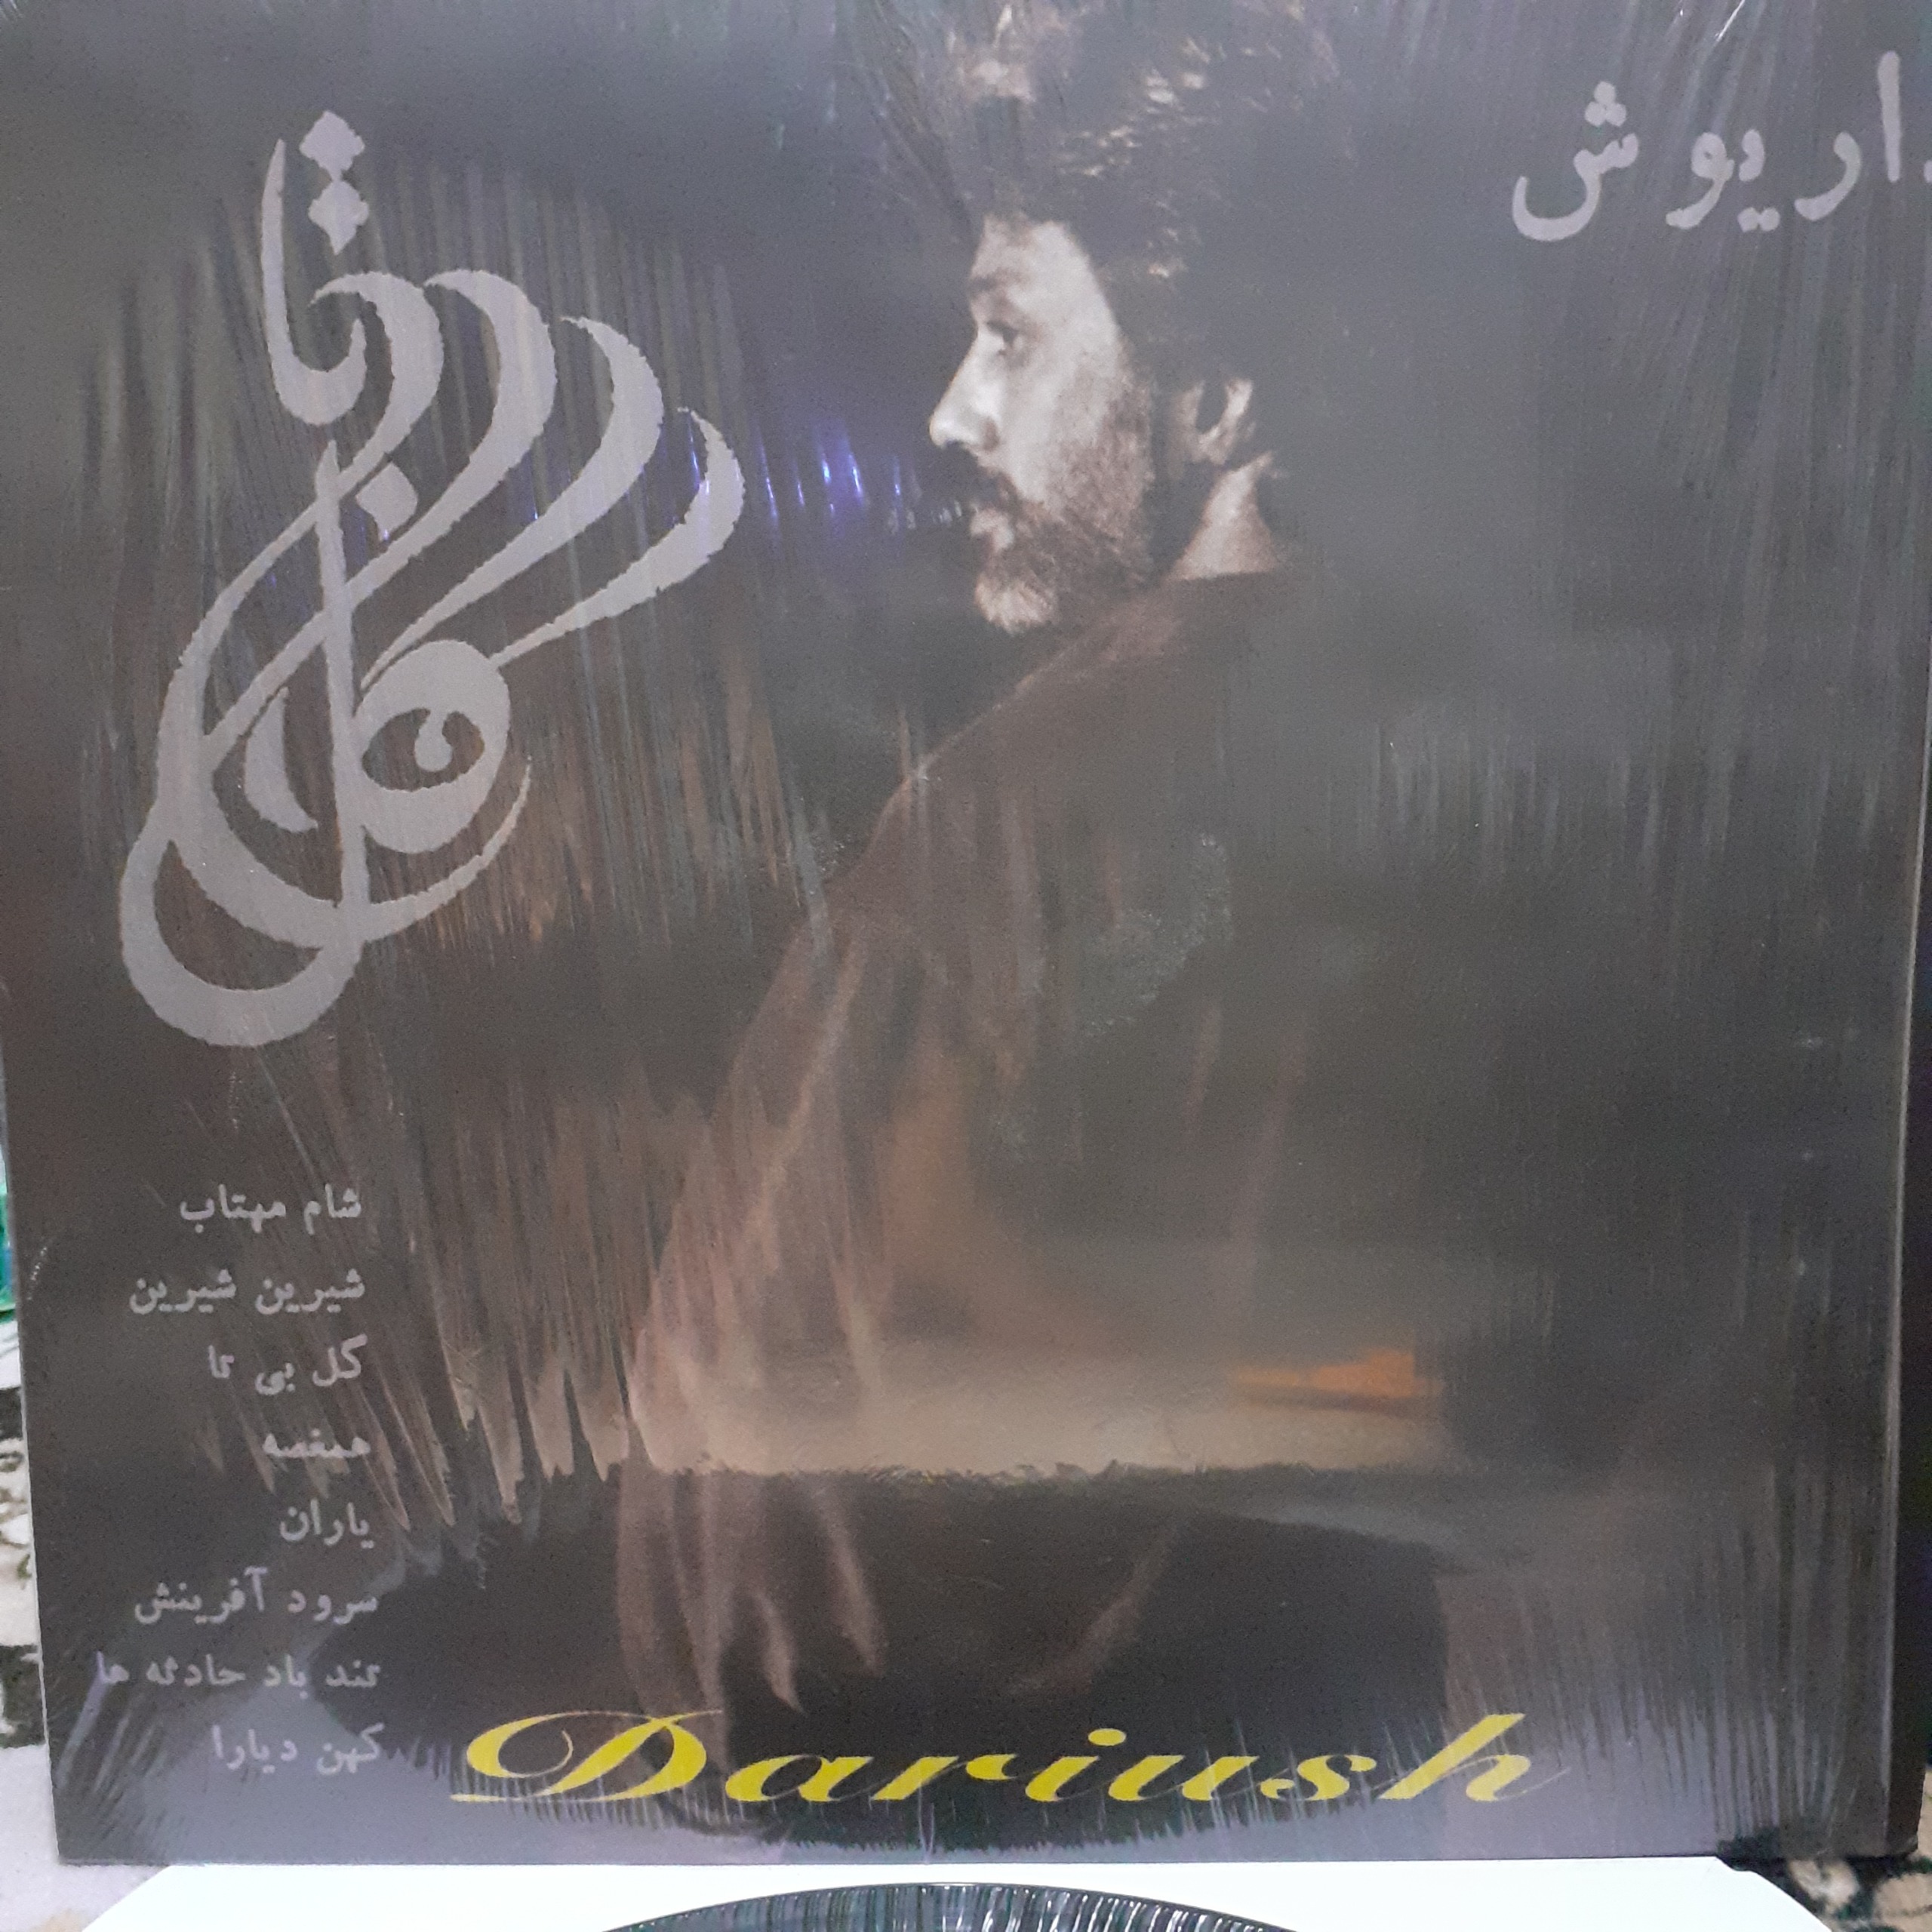 داریوش
گل بی تا
شام مهتاب
شیرین شیرین
گل بی تا
همغصه
یاران
سرود آفرینش
تند باد حادثه ها
کهن دیارا
Dariush